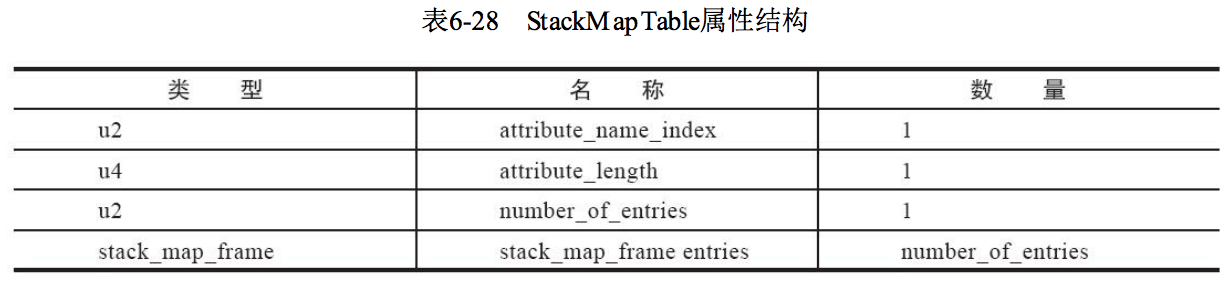 表6-28 StackMapTable属性结构
类 型 名 称 数 量
u2 attribute_name_index 1
u4 attribute_length 1
u2 number_of_entries 1
stack_map_frame stack_map_frame entries number_of_entries